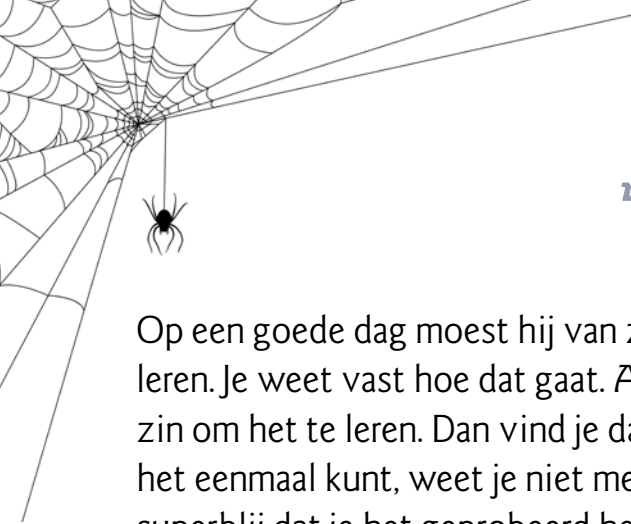 Op een goede dag moest hij van
leren. Je weet vast hoe dat gaat.
zin om het te leren. Dan vind je
het eenmaal kunt, weet je niet
superblij dat je het geprobeerd